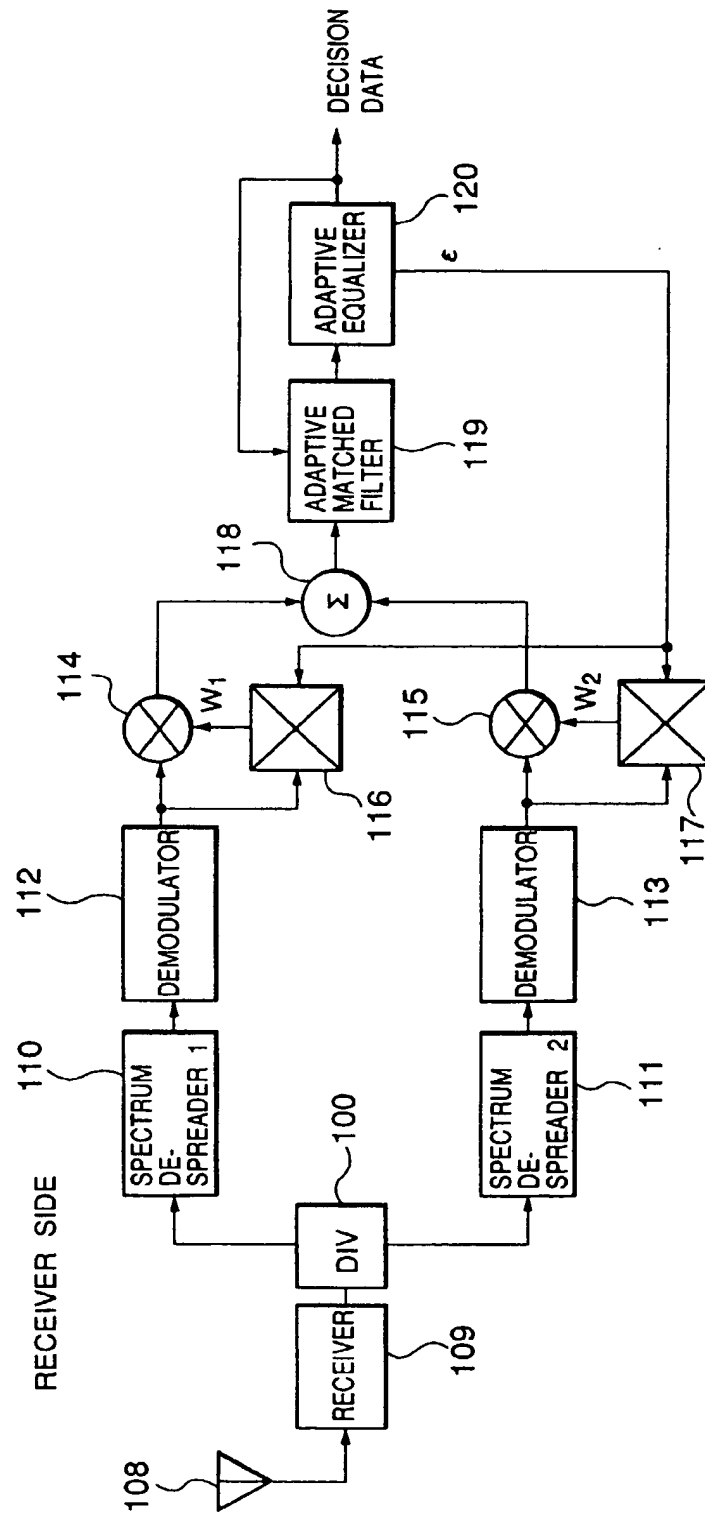 RECEIVER SIDE
108
RECEIVER
109
DIV
100
SPECTRUM
DE-
SPREADER 1
110
SPECTRUM
DE-
SPREADER 2
111
DEMODULATOR
112
DEMODULATOR
113
114
W1
116
115
W2
117
Σ
118
ADAPTIVE
MATCHED
FILTER
119
ADAPTIVE
EQUALIZER
120
ε
DECISION
DATA